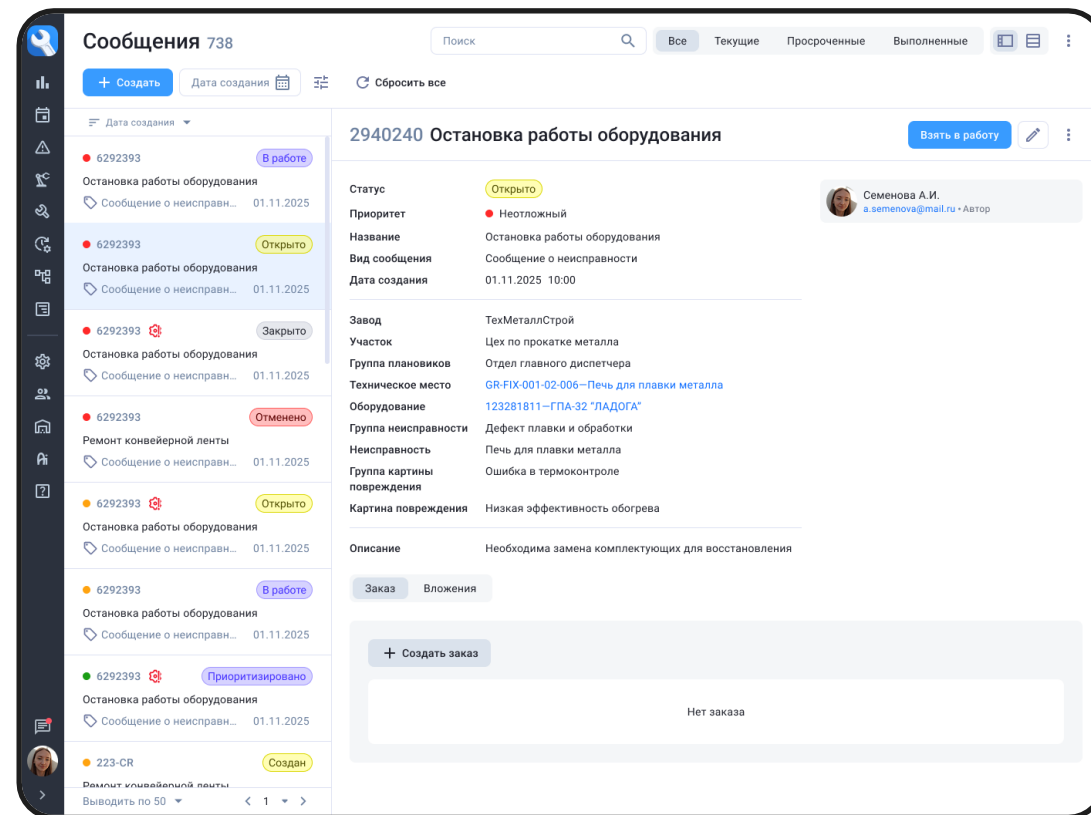 Сообщения 738
Поиск
Все Текущие Просроченные Выполненные
Создать
Дата создания
Сбросить все
Дата создания
6292393 В работе
Остановка работы оборудования
Сообщение о неисправн... 01.11.2025
6292393 Открыто
Остановка работы оборудования
Сообщение о неисправн... 01.11.2025
6292393 Закрыто
Остановка работы оборудования
Сообщение о неисправн... 01.11.2025
6292393 Отменено
Ремонт конвейерной ленты
Сообщение о неисправн... 01.11.2025
6292393 Открыто
Остановка работы оборудования
Сообщение о неисправн... 01.11.2025
6292393 В работе
Остановка работы оборудования
Сообщение о неисправн... 01.11.2025
6292393 Приоритизировано
Остановка работы оборудования
Сообщение о неисправн... 01.11.2025
223-CR Создан
Ремонт конвейерной ленты
Выводить по 50 1
2940240 Остановка работы оборудования
Взять в работу
Статус Открыто
Приоритет Неотложный
Название Остановка работы оборудования
Вид сообщения Сообщение о неисправности
Дата создания 01.11.2025 10:00
Семенова А.И.
a.semenova@mail.ru • Автор
Завод ТехМеталлСтрой
Участок Цех по прокатке металла
Группа плановиков Отдел главного диспетчера
Техническое место GR-FIX-001-02-006—Печь для плавки металла
Оборудование 123281811—ГПА-32 "ЛАДОГА"
Группа неисправности Дефект плавки и обработки
Неисправность Печь для плавки металла
Группа картины Ошибка в термоконтроле
повреждения
Картина повреждения Низкая эффективность обогрева
Описание Необходима замена комплектующих для восстановления
Заказ Вложения
Создать заказ
Нет заказа